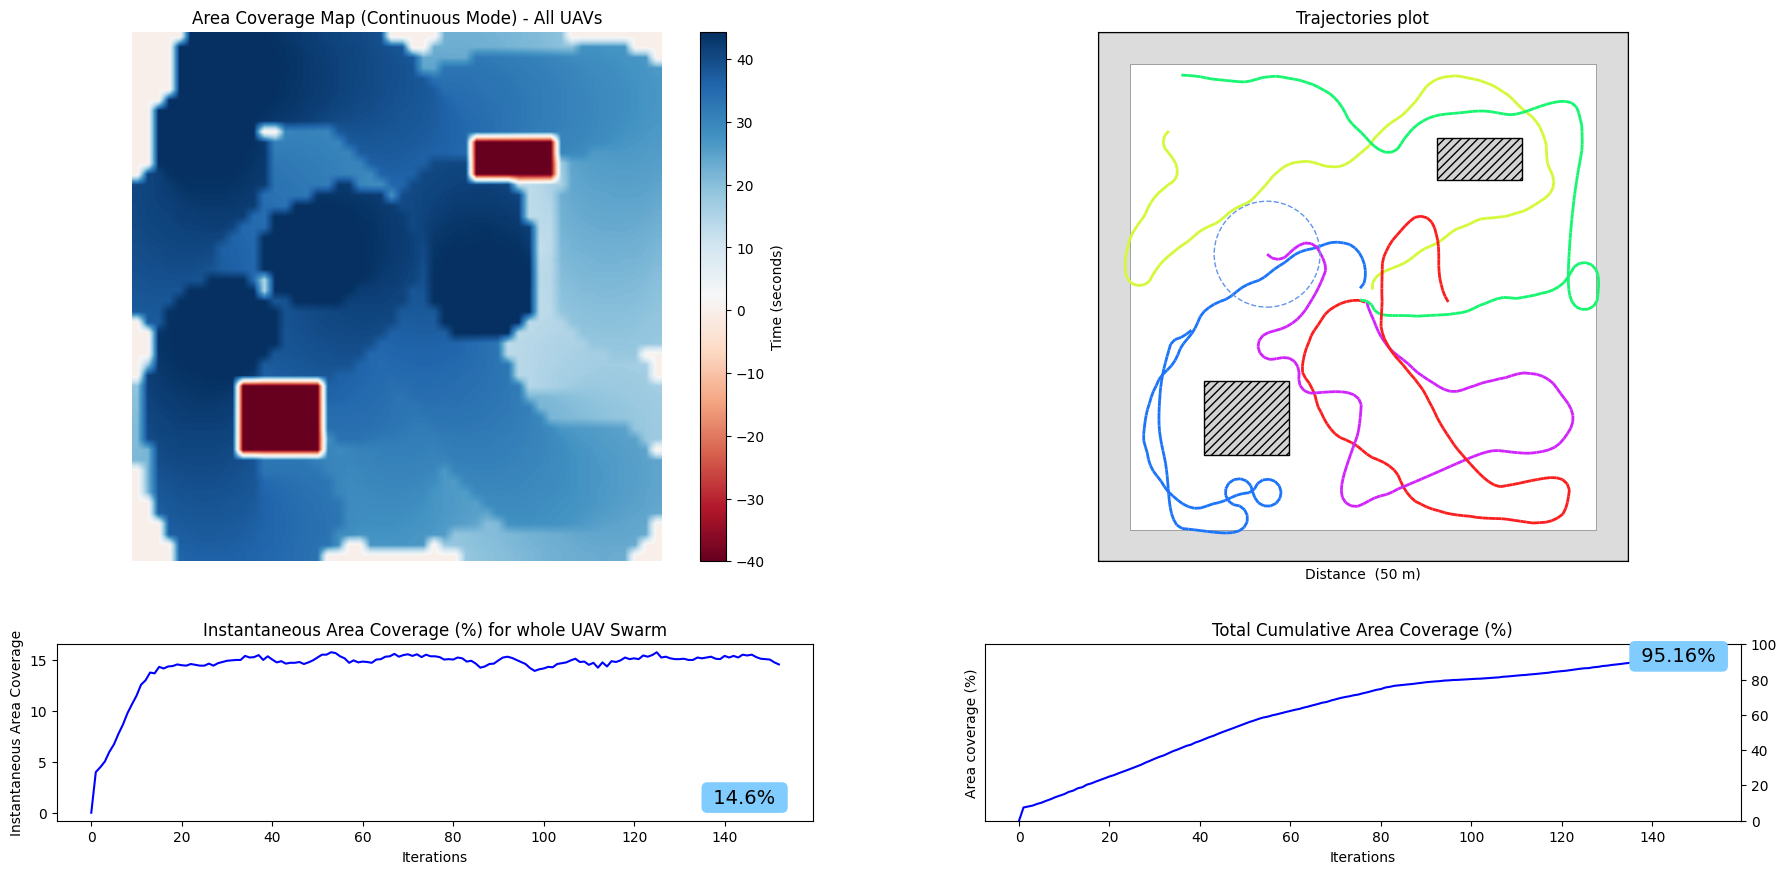 Area Coverage Map (Continuous Mode) - All UAVs
40
30
20
10
0
−10
−20
−30
−40
Time (seconds)
Trajectories plot
Distance  (50 m)
Instantaneous Area Coverage (%) for whole UAV Swarm
Instantaneous Area Coverage
15
10
5
0
14.6%
0 20 40 60 80 100 120 140
Iterations
Total Cumulative Area Coverage (%)
Area coverage (%)
95.16%
100
80
60
40
20
0
0 20 40 60 80 100 120 140
Iterations